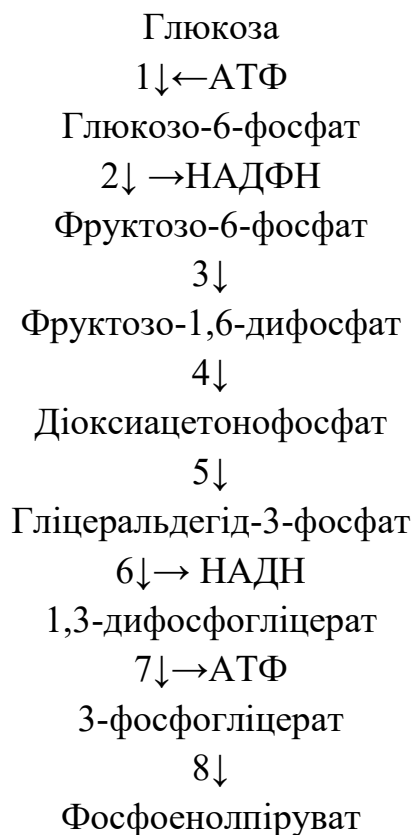 Глюкоза
1↓←АТФ
Глюкозо-6-фосфат
2↓ →НАДФН
Фруктозо-6-фосфат
3↓
Фруктозо-1,6-дифосфат
4↓
Діоксиацетонофосфат
5↓
Гліцеральдегід-3-фосфат
6↓→ НАДН
1,3-дифосфогліцерат
7↓→АТФ
3-фосфогліцерат
8↓
Фосфоенолпіруват